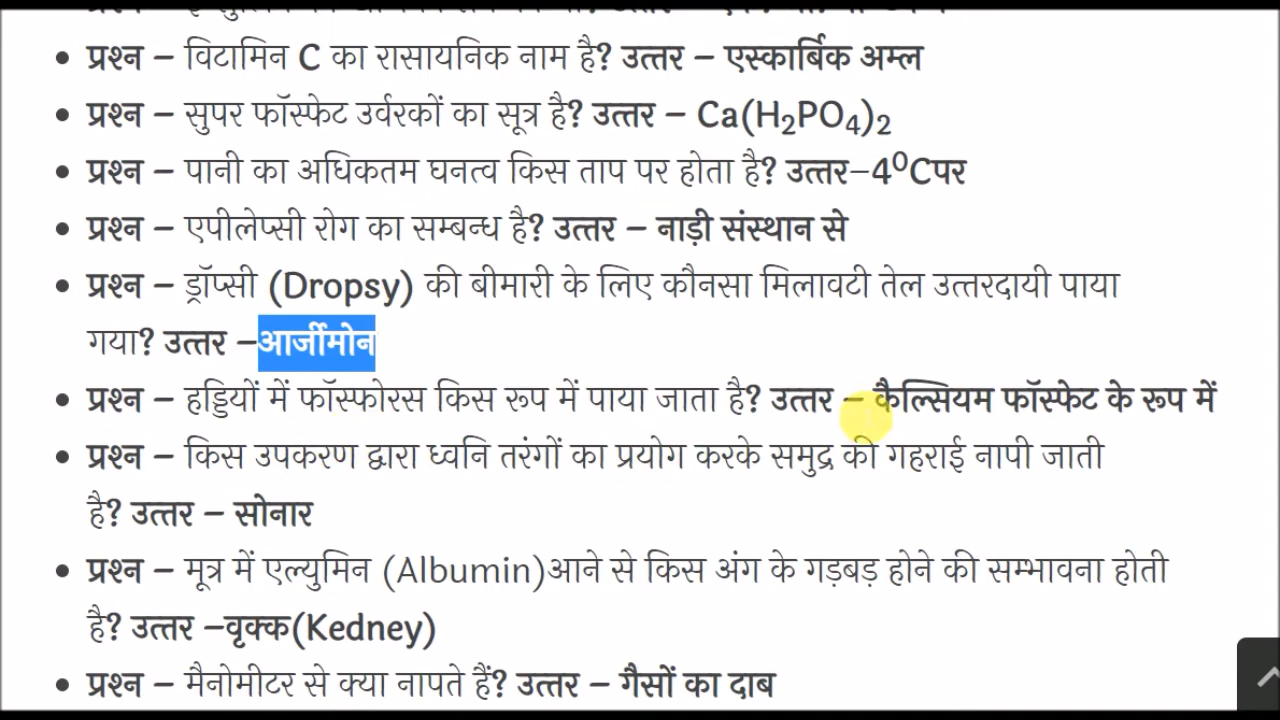 • प्रश्न – विटामिन C का रासायनिक नाम है? उत्तर – एस्कार्बिक अम्ल
• प्रश्न – सुपर फॉस्फेट उर्वरकों का सूत्र है? उत्तर – Ca(H₂PO₄)₂
• प्रश्न – पानी का अधिकतम घनत्व किस ताप पर होता है? उत्तर–4⁰Cपर
• प्रश्न – एपीलेप्सी रोग का सम्बन्ध है? उत्तर – नाड़ी संस्थान से
• प्रश्न – ड्रॉप्सी (Dropsy) की बीमारी के लिए कौनसा मिलावटी तेल उत्तरदायी पाया
गया? उत्तर –आर्जीमोन
• प्रश्न – हड्डियों में फॉस्फोरस किस रूप में पाया जाता है? उत्तर – कैल्सियम फॉस्फेट के रूप में
• प्रश्न – किस उपकरण द्वारा ध्वनि तरंगों का प्रयोग करके समुद्र की गहराई नापी जाती
है? उत्तर – सोनार
• प्रश्न – मूत्र में एल्युमिन (Albumin)आने से किस अंग के गड़बड़ होने की सम्भावना होती
है? उत्तर –वृक्क(Kedney)
• प्रश्न – मैनोमीटर से क्या नापते हैं? उत्तर – गैसों का दाब